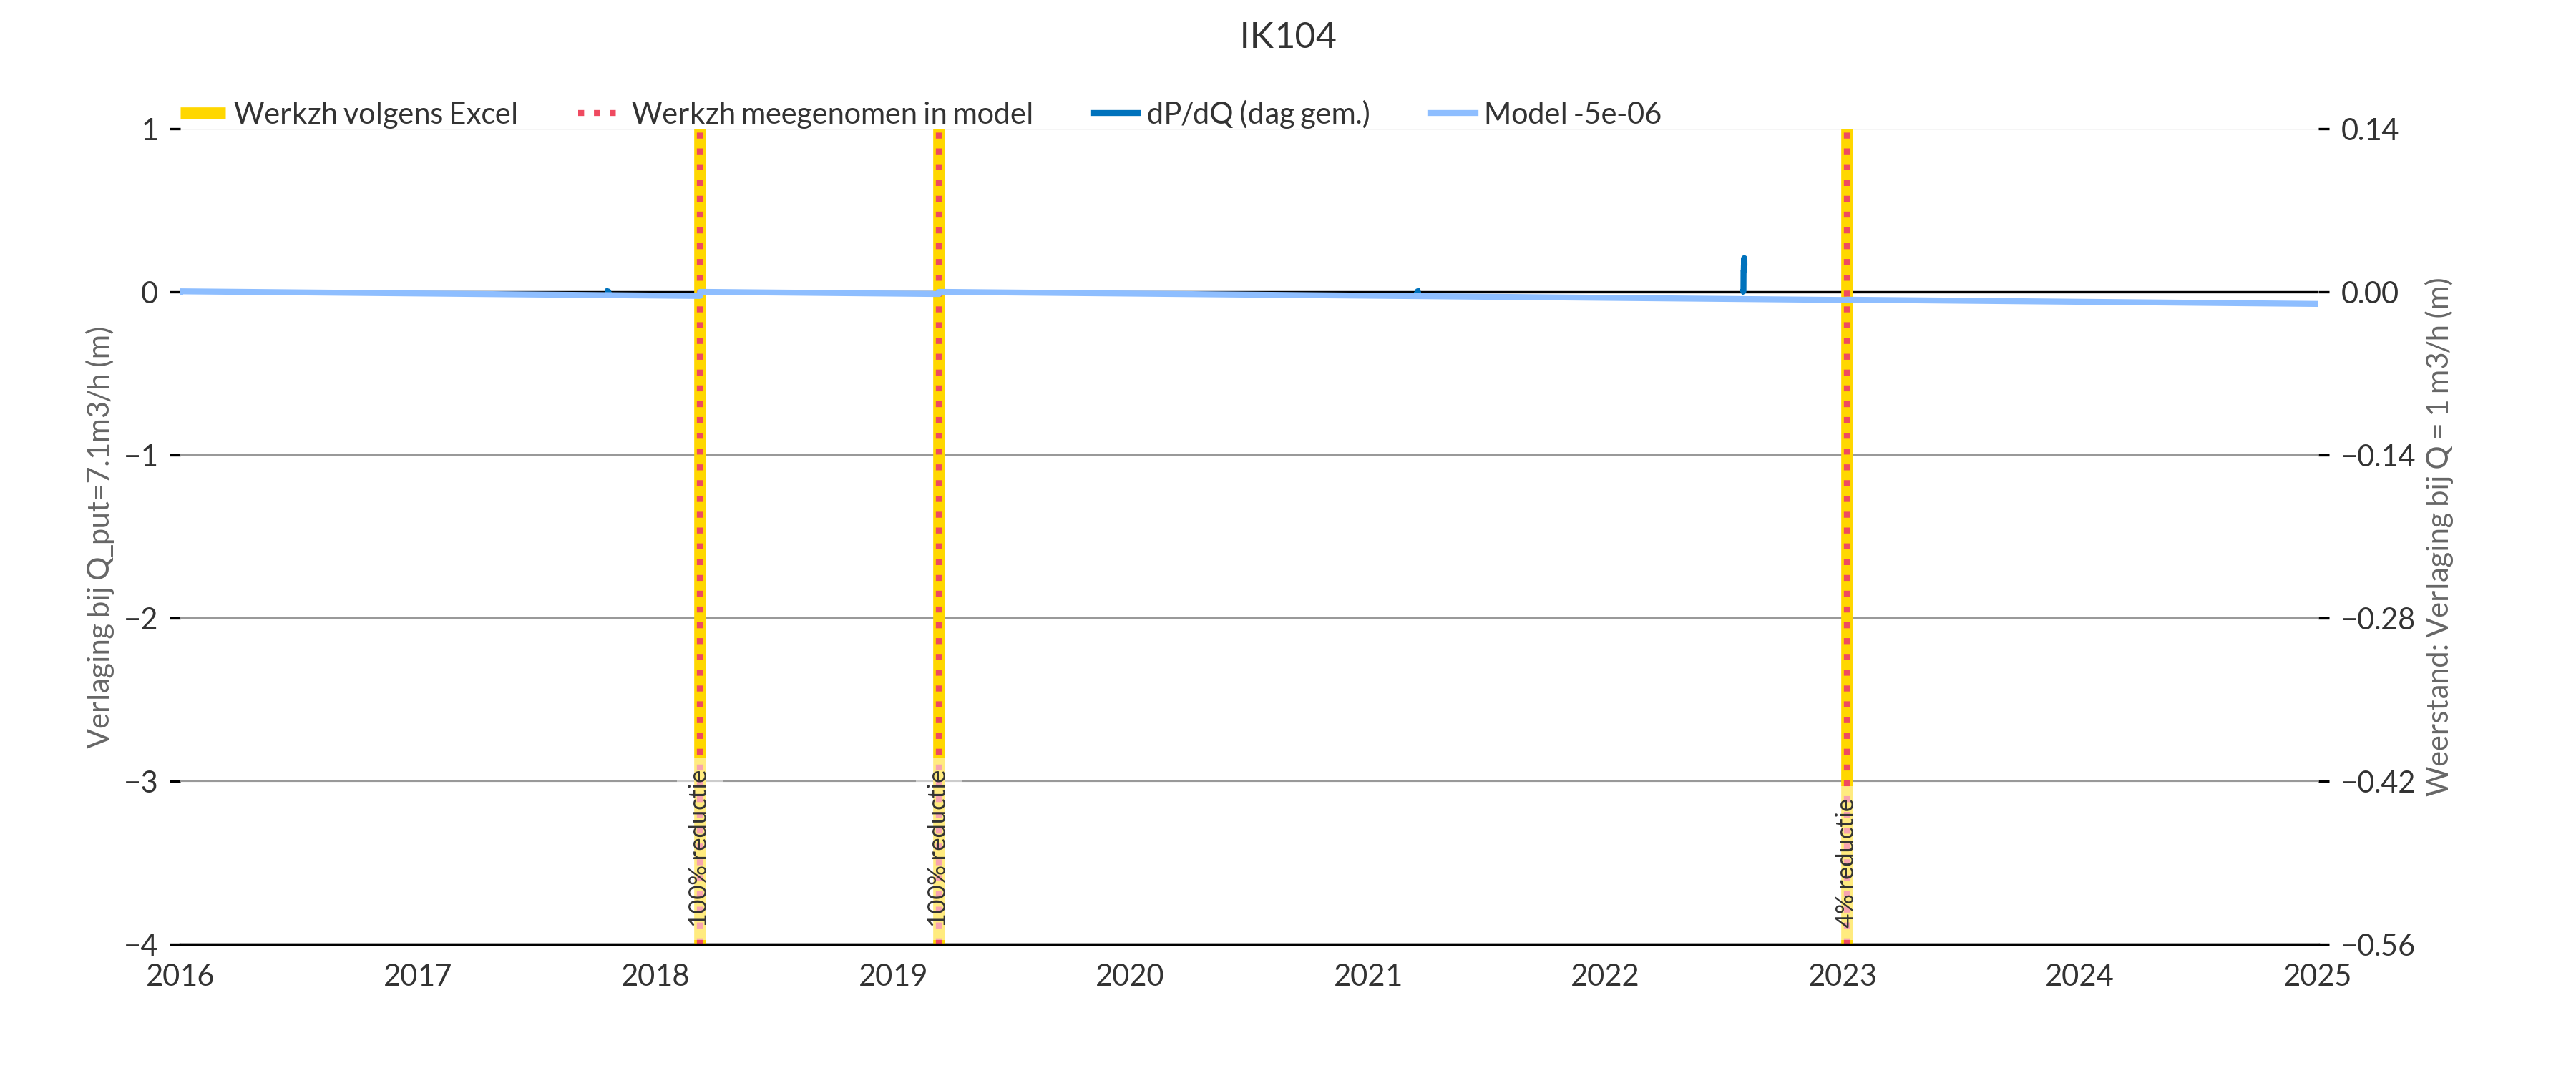 IK104
Werkzh volgens Excel
Werkzh meegenomen in model
dP/dQ (dag gem.)
Model -5e-06
1
0
−1
−2
−3
−4
Verlaging bij Q_put=7.1m3/h (m)
0.14
0.00
−0.14
−0.28
−0.42
−0.56
Weerstand: Verlaging bij Q = 1 m3/h (m)
100% reductie
100% reductie
4% reductie
2016
2017
2018
2019
2020
2021
2022
2023
2024
2025